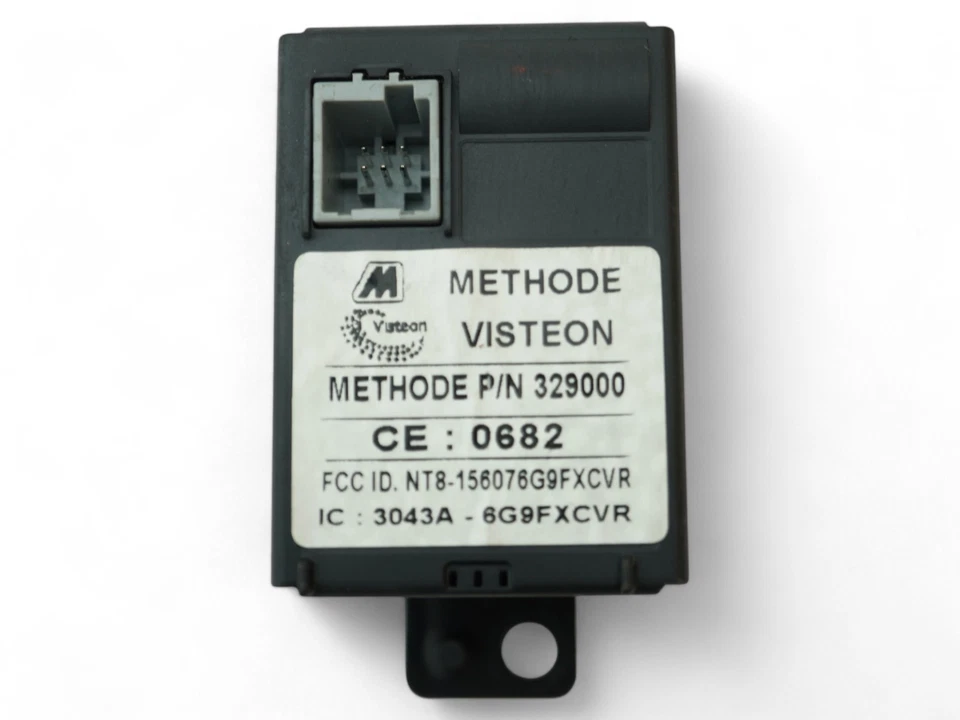 M METHODE
Visteon VISTEON
METHODE P/N 329000
CE : 0682
FCC ID. NT8-156076G9FXCVR
IC : 3043A - 6G9FXCVR